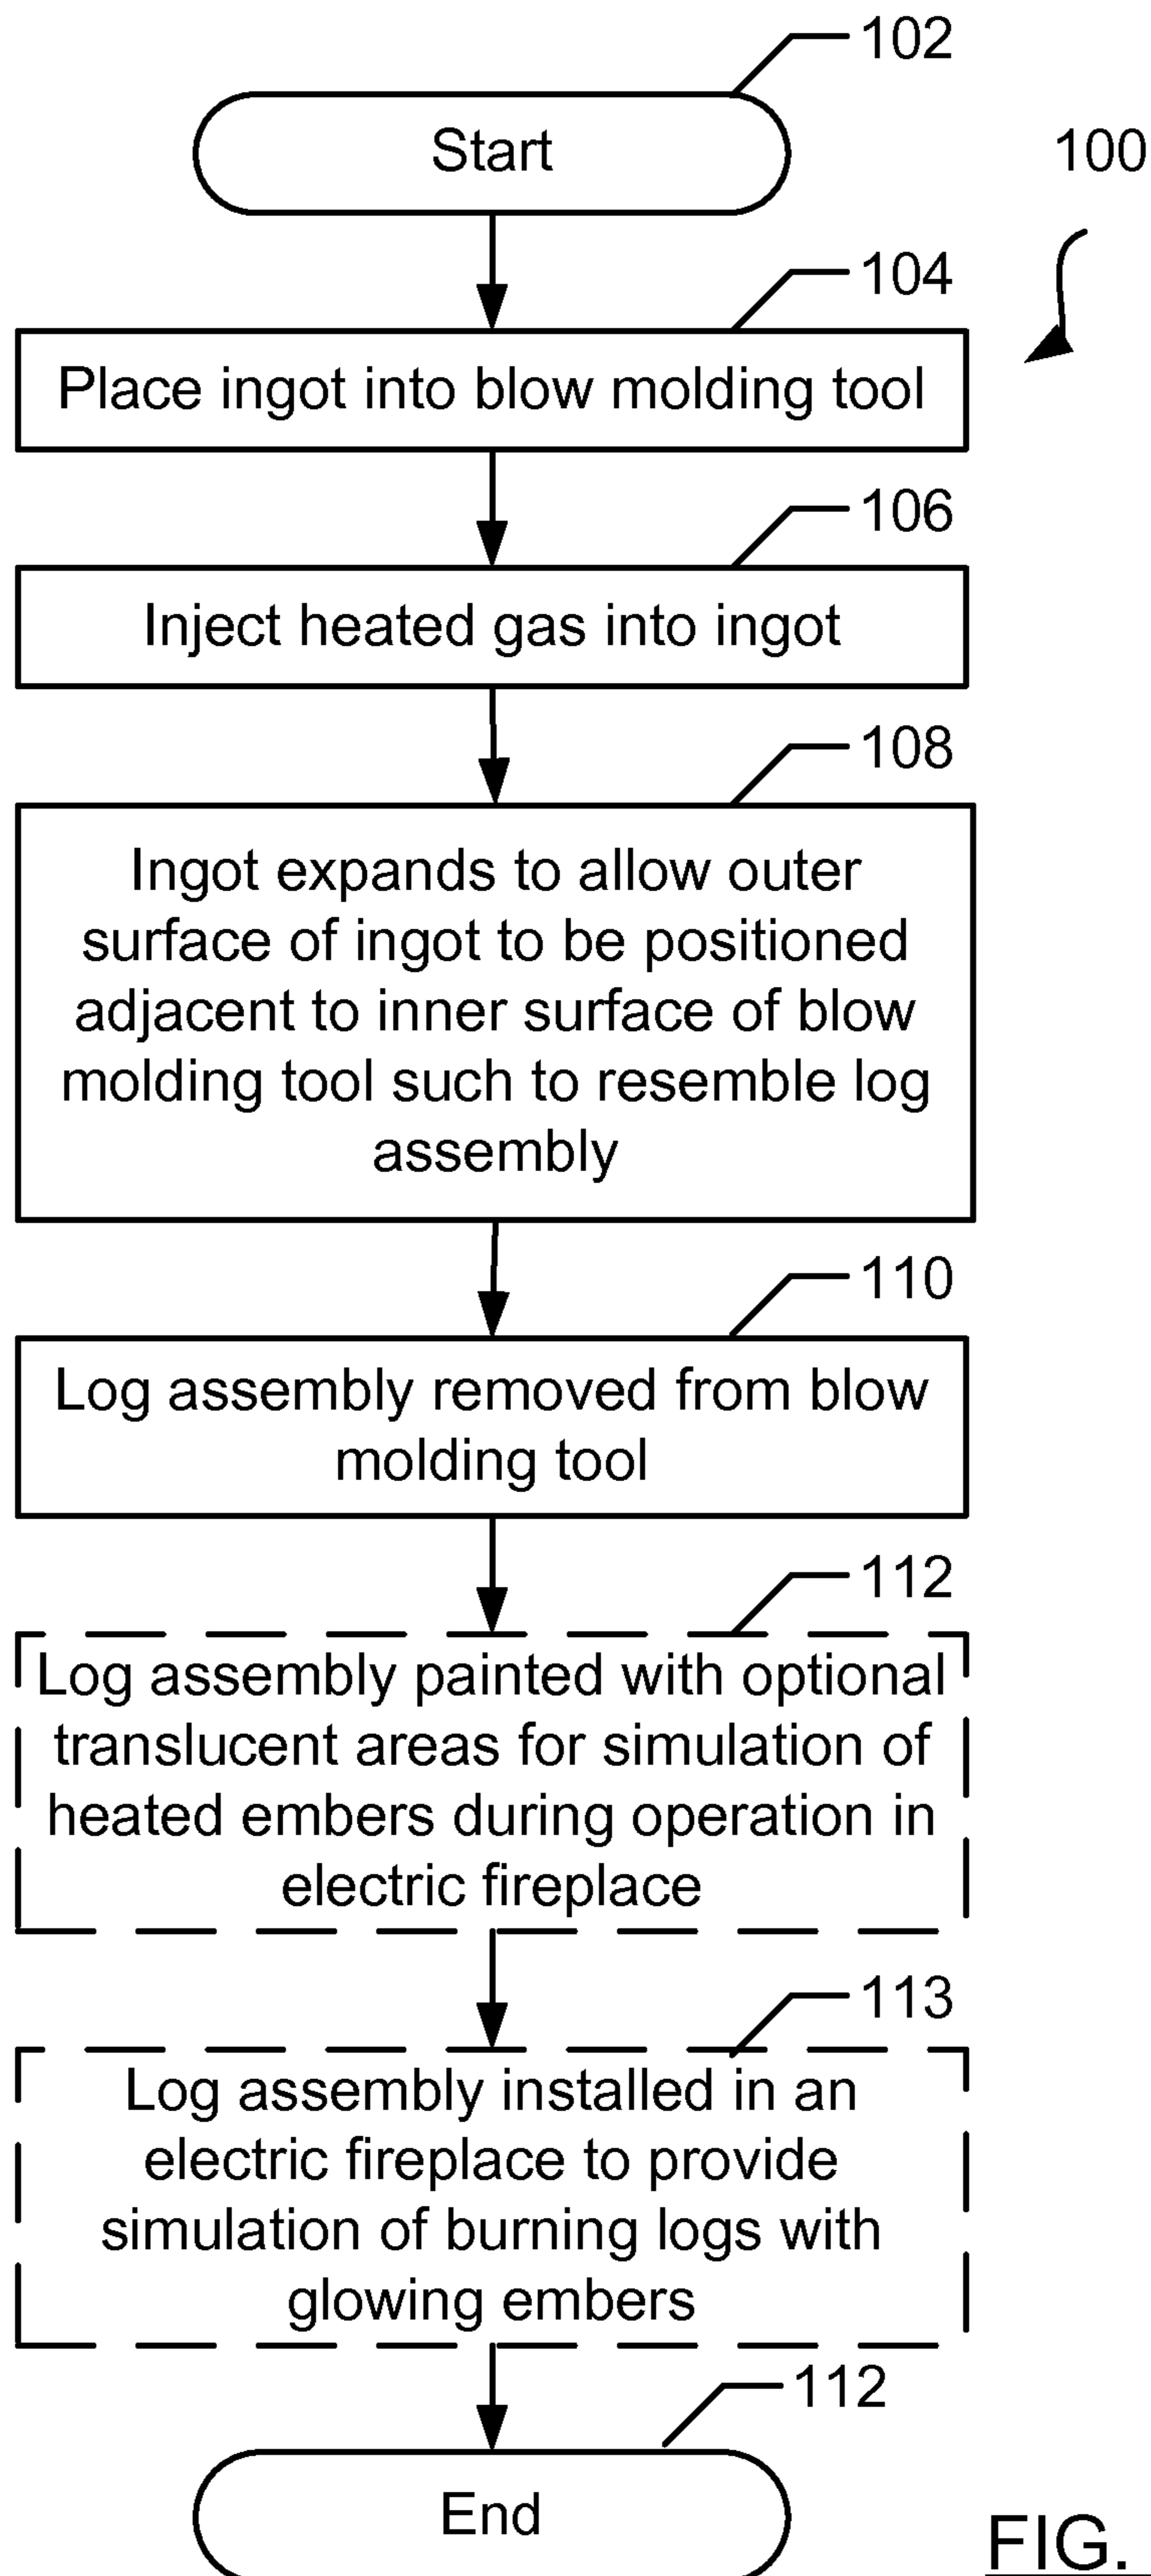 102
Start
100
104
Place ingot into blow molding tool
106
Inject heated gas into ingot
108
Ingot expands to allow outer
surface of ingot to be positioned
adjacent to inner surface of blow
molding tool such to resemble log
assembly
110
Log assembly removed from blow
molding tool
112
Log assembly painted with optional
translucent areas for simulation of
heated embers during operation in
electric fireplace
113
Log assembly installed in an
electric fireplace to provide
simulation of burning logs with
glowing embers
112
End
FIG.